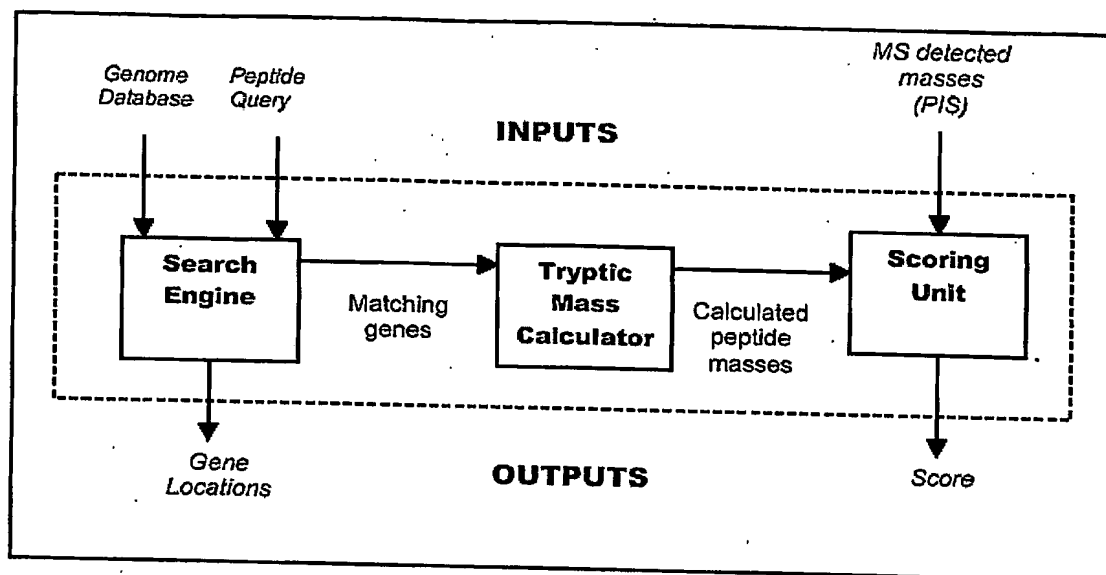 Genome
Database
Peptide
Query
MS detected
masses
(PIS)
INPUTS
Search
Engine
Matching
genes
Tryptic
Mass
Calculator
Calculated
peptide
masses
Scoring
Unit
Gene
Locations
OUTPUTS
Score